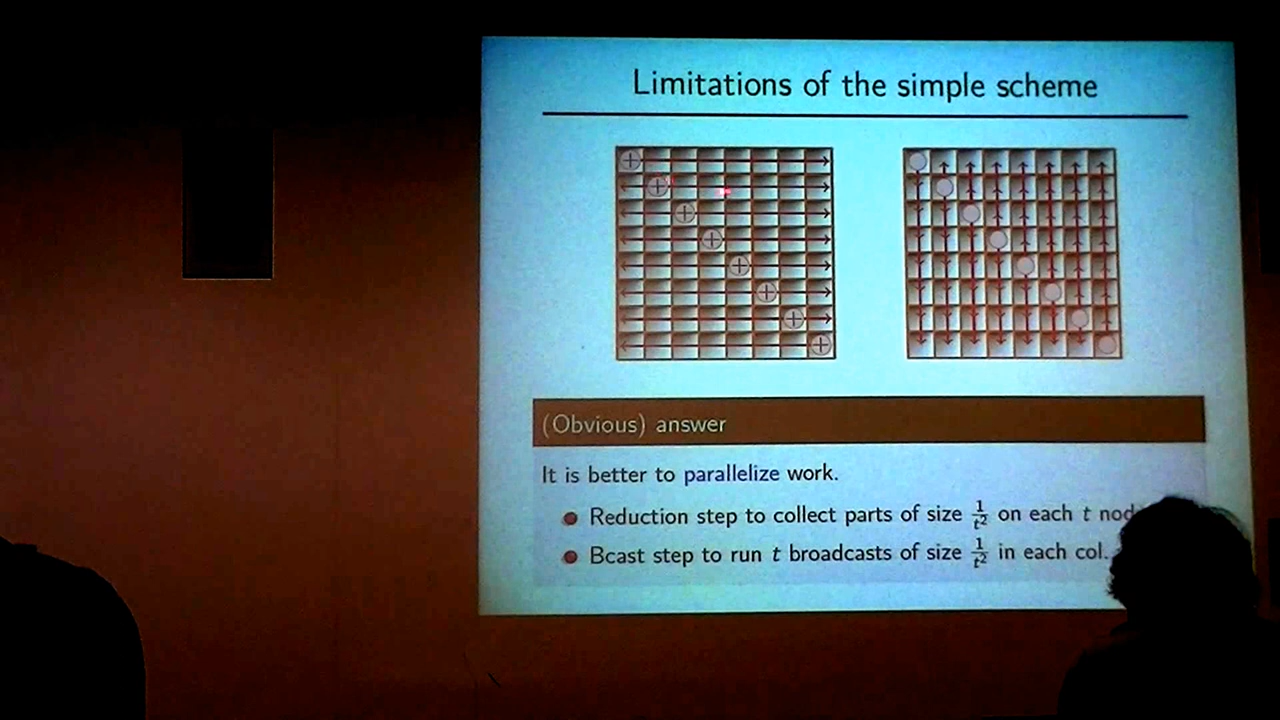 Limitations of the simple scheme
(Obvious) answer
It is better to parallelize work.
Reduction step to collect parts of size 1/t² on each t
Bcast step to run t broadcasts of size 1/t² in each col.